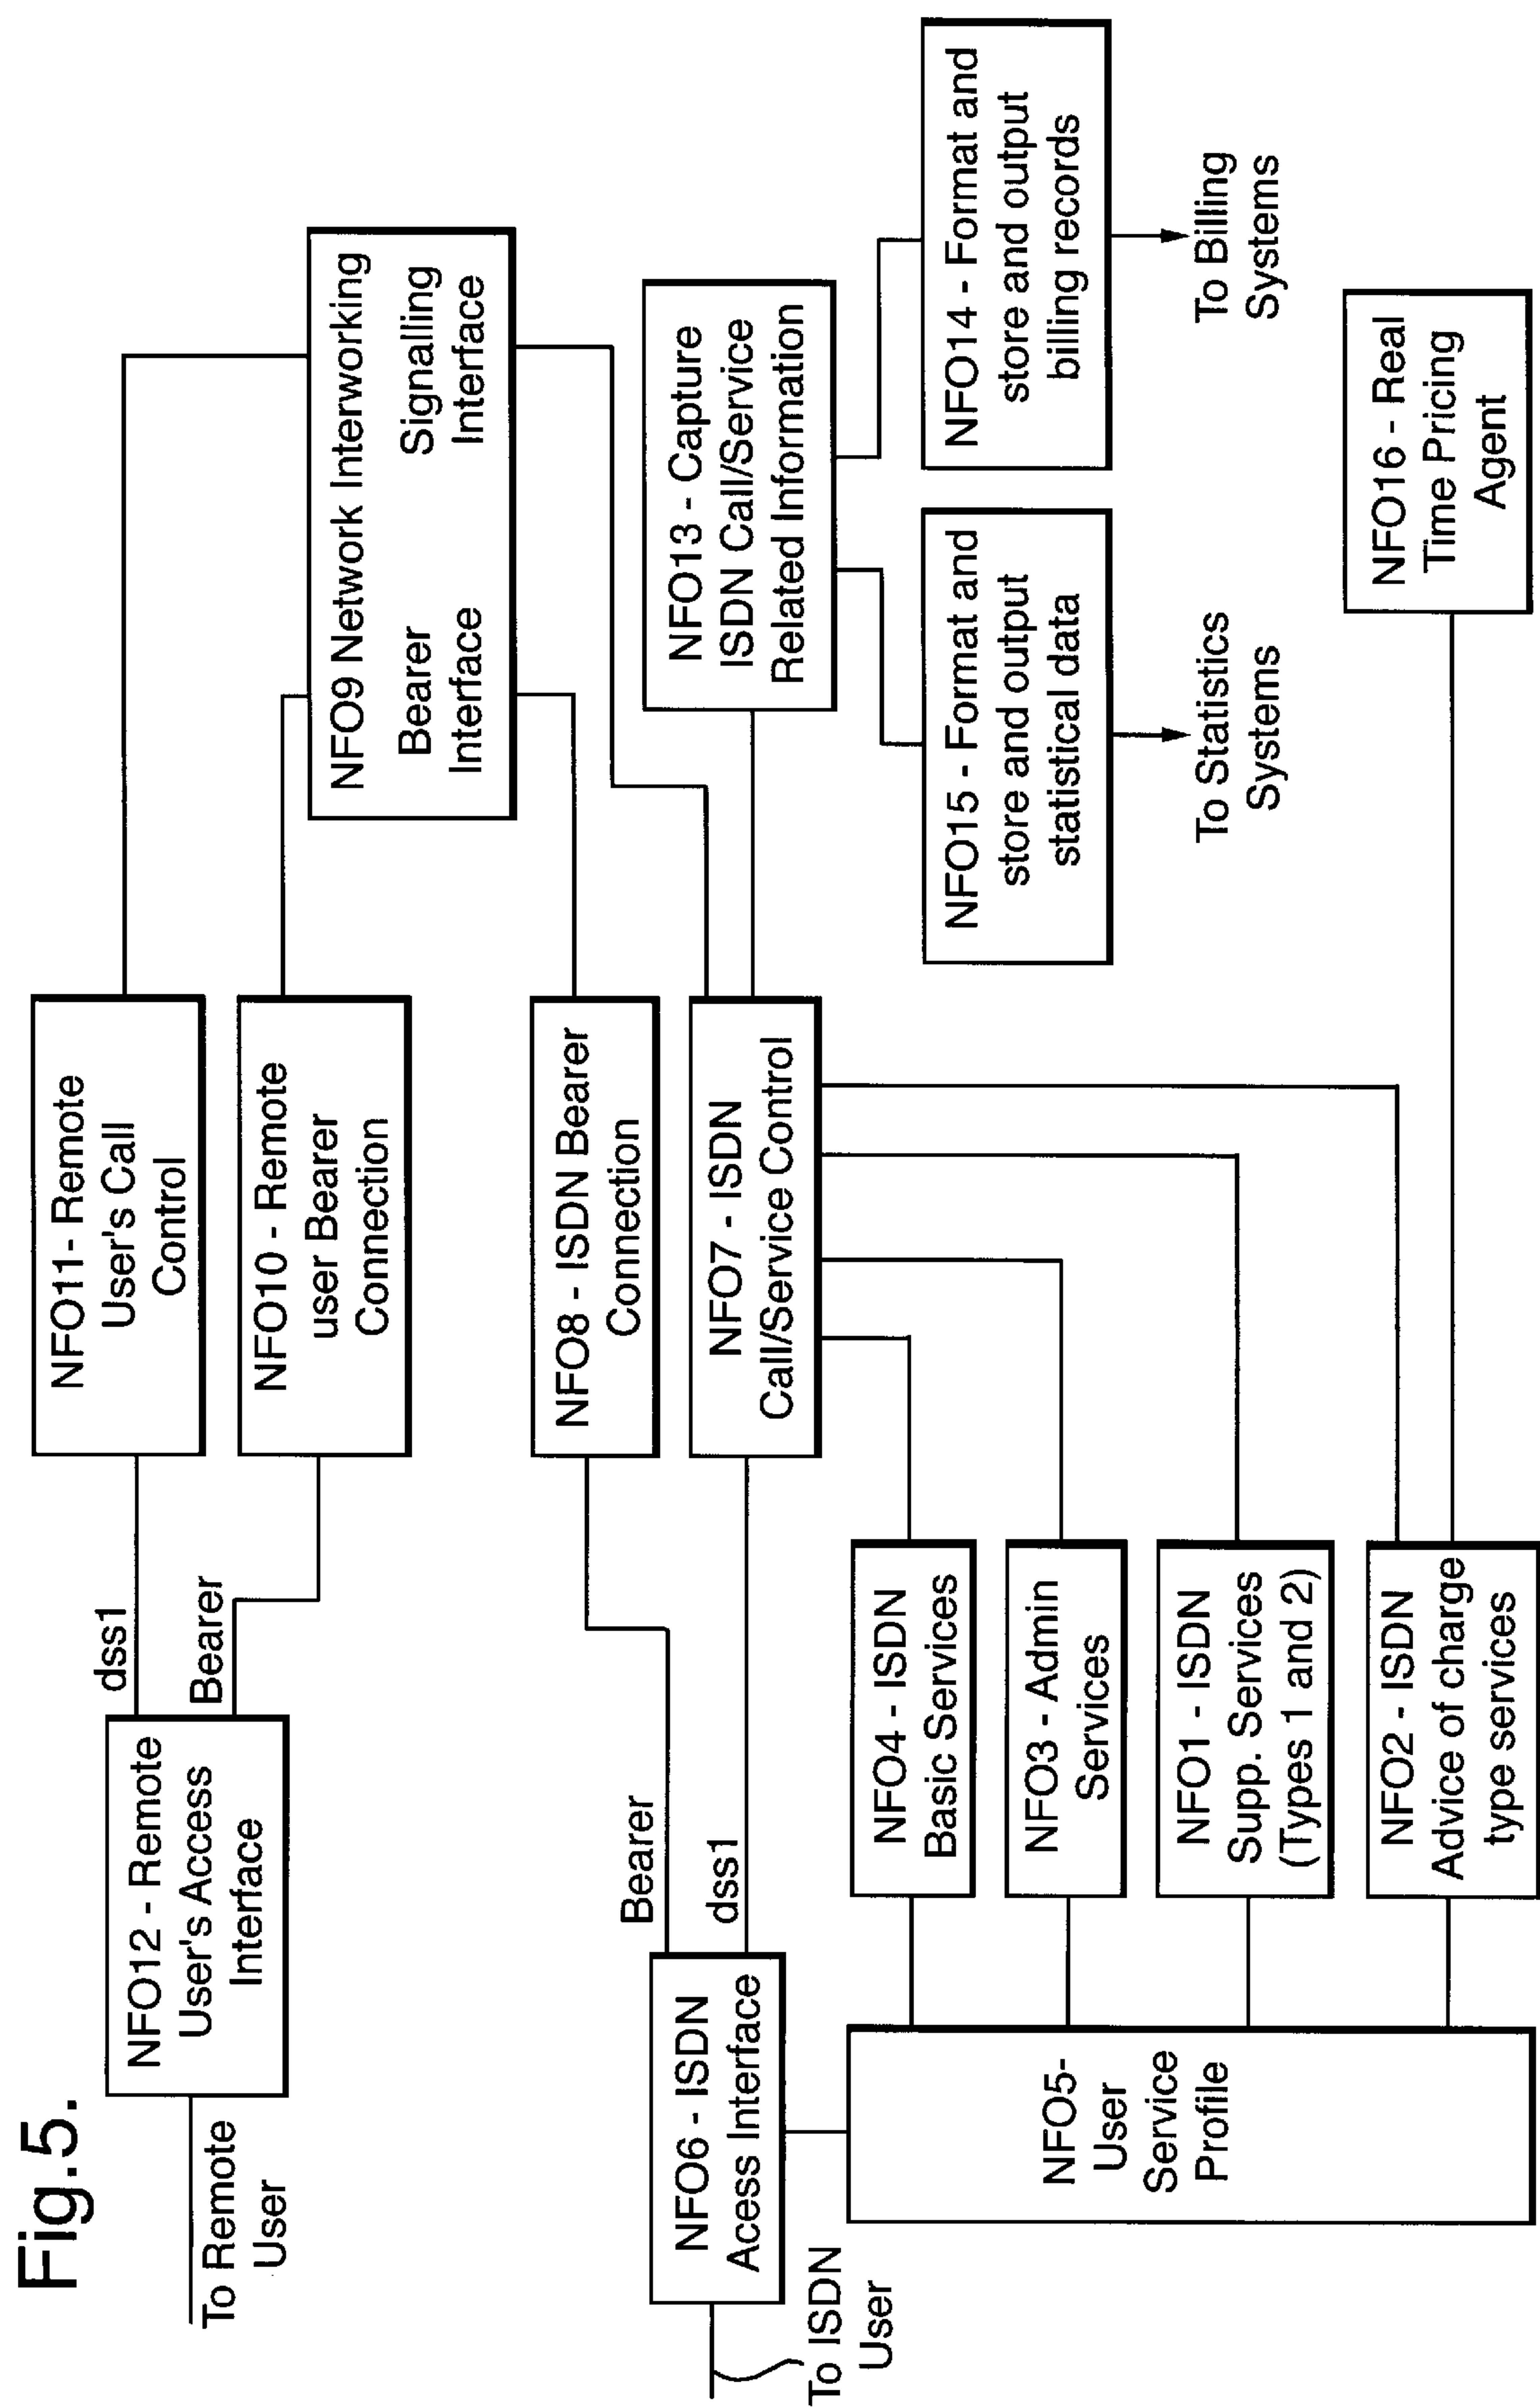 Fig.5.
To Remote
User
NFO12 - Remote
User's Access
Interface
dss1
Bearer
NFO11- Remote
User's Call
Control
NFO10 - Remote
user Bearer
Connection
NFO9 Network Interworking
Bearer
Interface
Signalling
Interface
To ISDN
User
NFO6 - ISDN
Acess Interface
Bearer
dss1
NFO8 - ISDN Bearer
Connection
NFO7 - ISDN
Call/Service Control
NFO13 - Capture
ISDN Call/Service
Related Information
NFO5-
User
Service
Profile
NFO4 - ISDN
Basic Services
NFO3 - Admin
Services
NFO1 - ISDN
Supp. Services
(Types 1 and 2)
NFO2 - ISDN
Advice of charge
type services
NFO15 - Format and
store and output
statistical data
To Statistics
Systems
NFO14 - Format and
store and output
billing records
To Billing
Systems
NFO16 - Real
Time Pricing
Agent